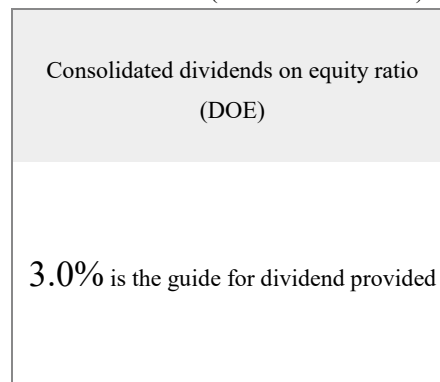 Consolidated dividends on equity ratio
(DOE)
3.0% is the guide for dividend provided